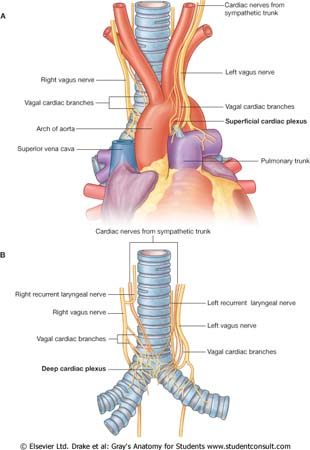 Cardiac nerves from
sympathetic trunk
A
Right vagus nerve
Left vagus nerve
Vagal cardiac branches
Vagal cardiac branches
Superficial cardiac plexus
Arch of aorta
Superior vena cava
Pulmonary trunk
Cardiac nerves from sympathetic trunk
B
Right recurrent laryngeal nerve
Left recurrent laryngeal nerve
Right vagus nerve
Left vagus nerve
Vagal cardiac branches
Vagal cardiac branches
Deep cardiac plexus
© Elsevier Ltd. Drake et al: Gray's Anatomy for Students www.studentconsult.com